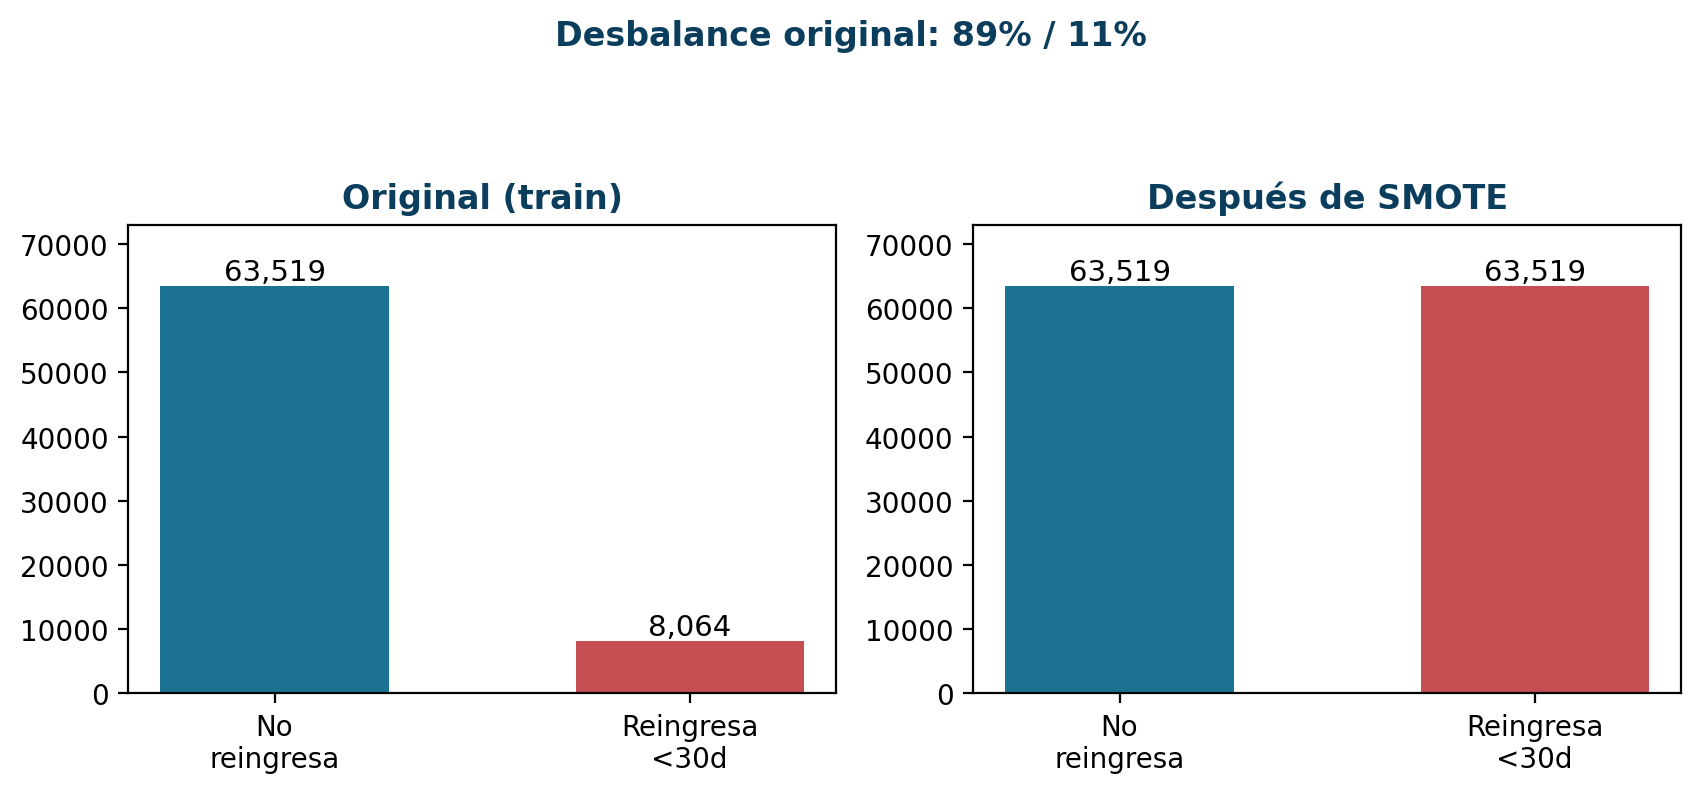 Desbalance original: 89% / 11%
Original (train)
70000
60000
50000
40000
30000
20000
10000
0
63,519
8,064
No
reingresa
Reingresa
<30d
Después de SMOTE
70000
60000
50000
40000
30000
20000
10000
0
63,519
63,519
No
reingresa
Reingresa
<30d